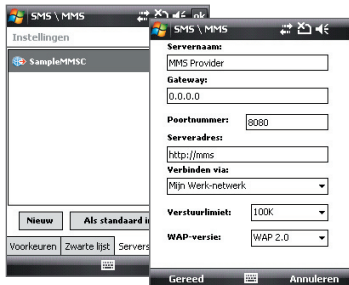 SMS \ MMS
ok
Instellingen
SampleMMSC
Nieuw
Als standaard in
Voorkeuren
Zwarte lijst
Servers
SMS \ MMS
Servernaam:
MMS Provider
Gateway:
0.0.0.0
Poortnummer:
8080
Serveradres:
http://mms
Verbinden via:
Mijn Werk-netwerk
Verstuurlimiet:
100K
WAP-versie:
WAP 2.0
Gereed
Annuleren